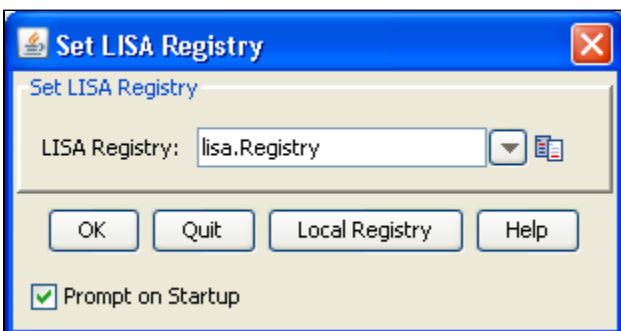 Set LISA Registry
Set LISA Registry
LISA Registry: lisa.Registry
OK Quit Local Registry Help
Prompt on Startup